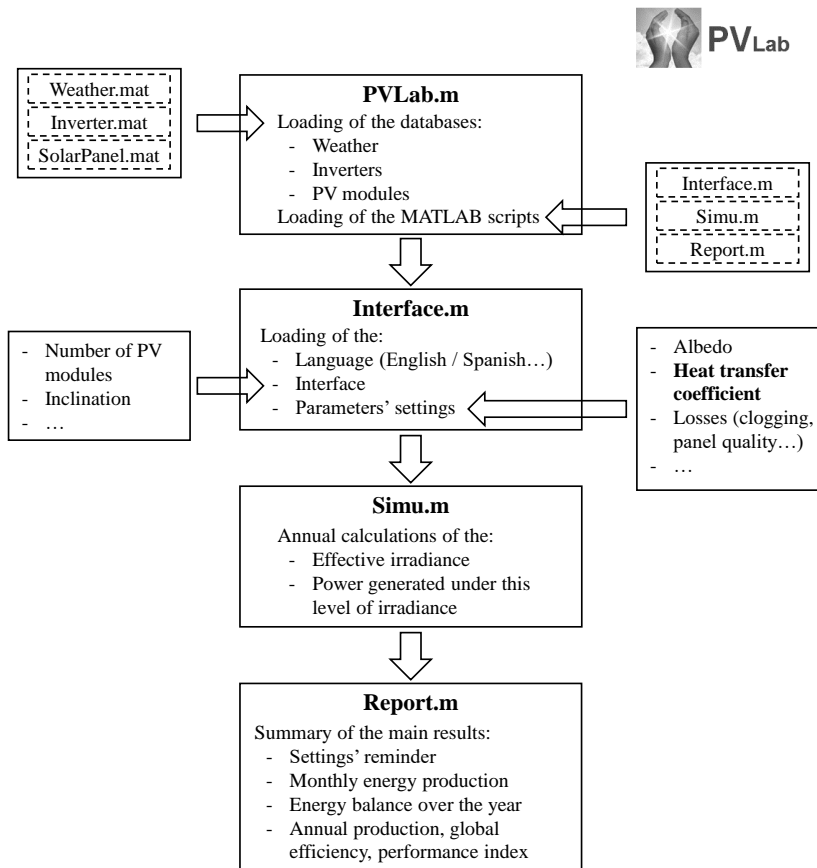 PVLab
Weather.mat
Inverter.mat
SolarPanel.mat
PVLab.m
Loading of the databases:
- Weather
- Inverters
- PV modules
Loading of the MATLAB scripts
Interface.m
Simu.m
Report.m
Interface.m
Loading of the:
- Language (English / Spanish…)
- Interface
- Parameters’ settings
- Number of PV
modules
- Inclination
- …
- Albedo
- Heat transfer
coefficient
- Losses (clogging,
panel quality…)
- …
Simu.m
Annual calculations of the:
- Effective irradiance
- Power generated under this
level of irradiance
Report.m
Summary of the main results:
- Settings’ reminder
- Monthly energy production
- Energy balance over the year
- Annual production, global
efficiency, performance index